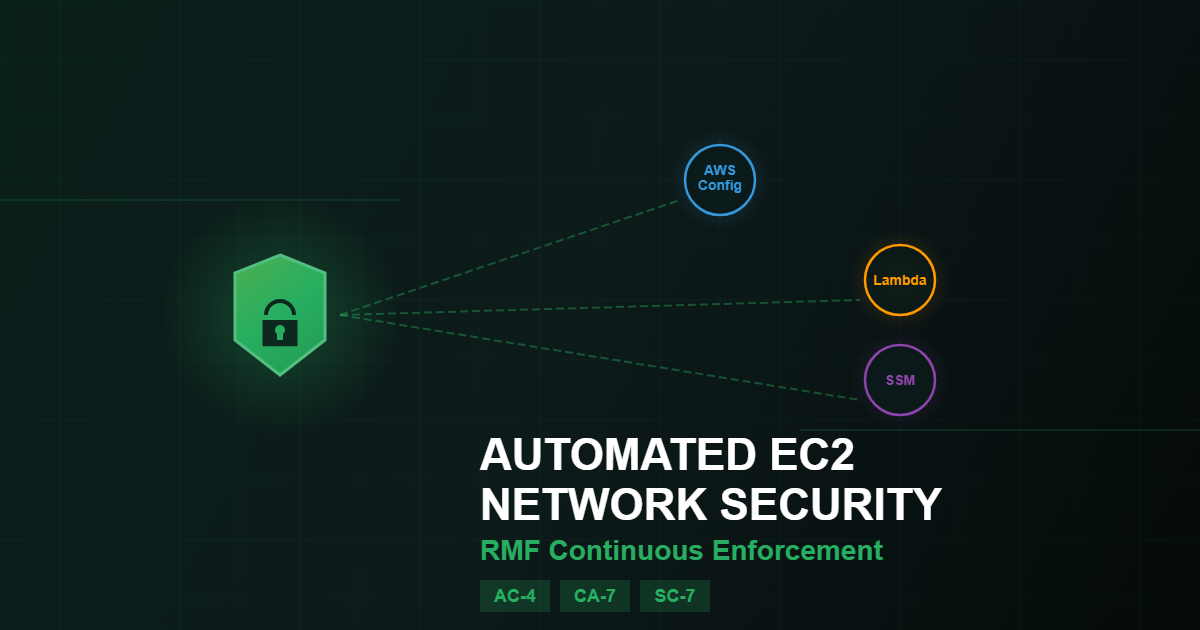 AWS
Config
Lambda
SSM
AUTOMATED EC2
NETWORK SECURITY
RMF Continuous Enforcement
AC-4 CA-7 SC-7